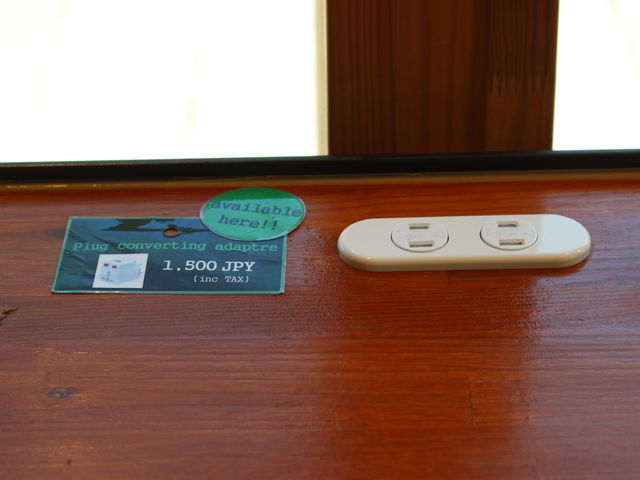 available
here!!
Plug converting adaptre
1.500 JPY
(inc TAX)